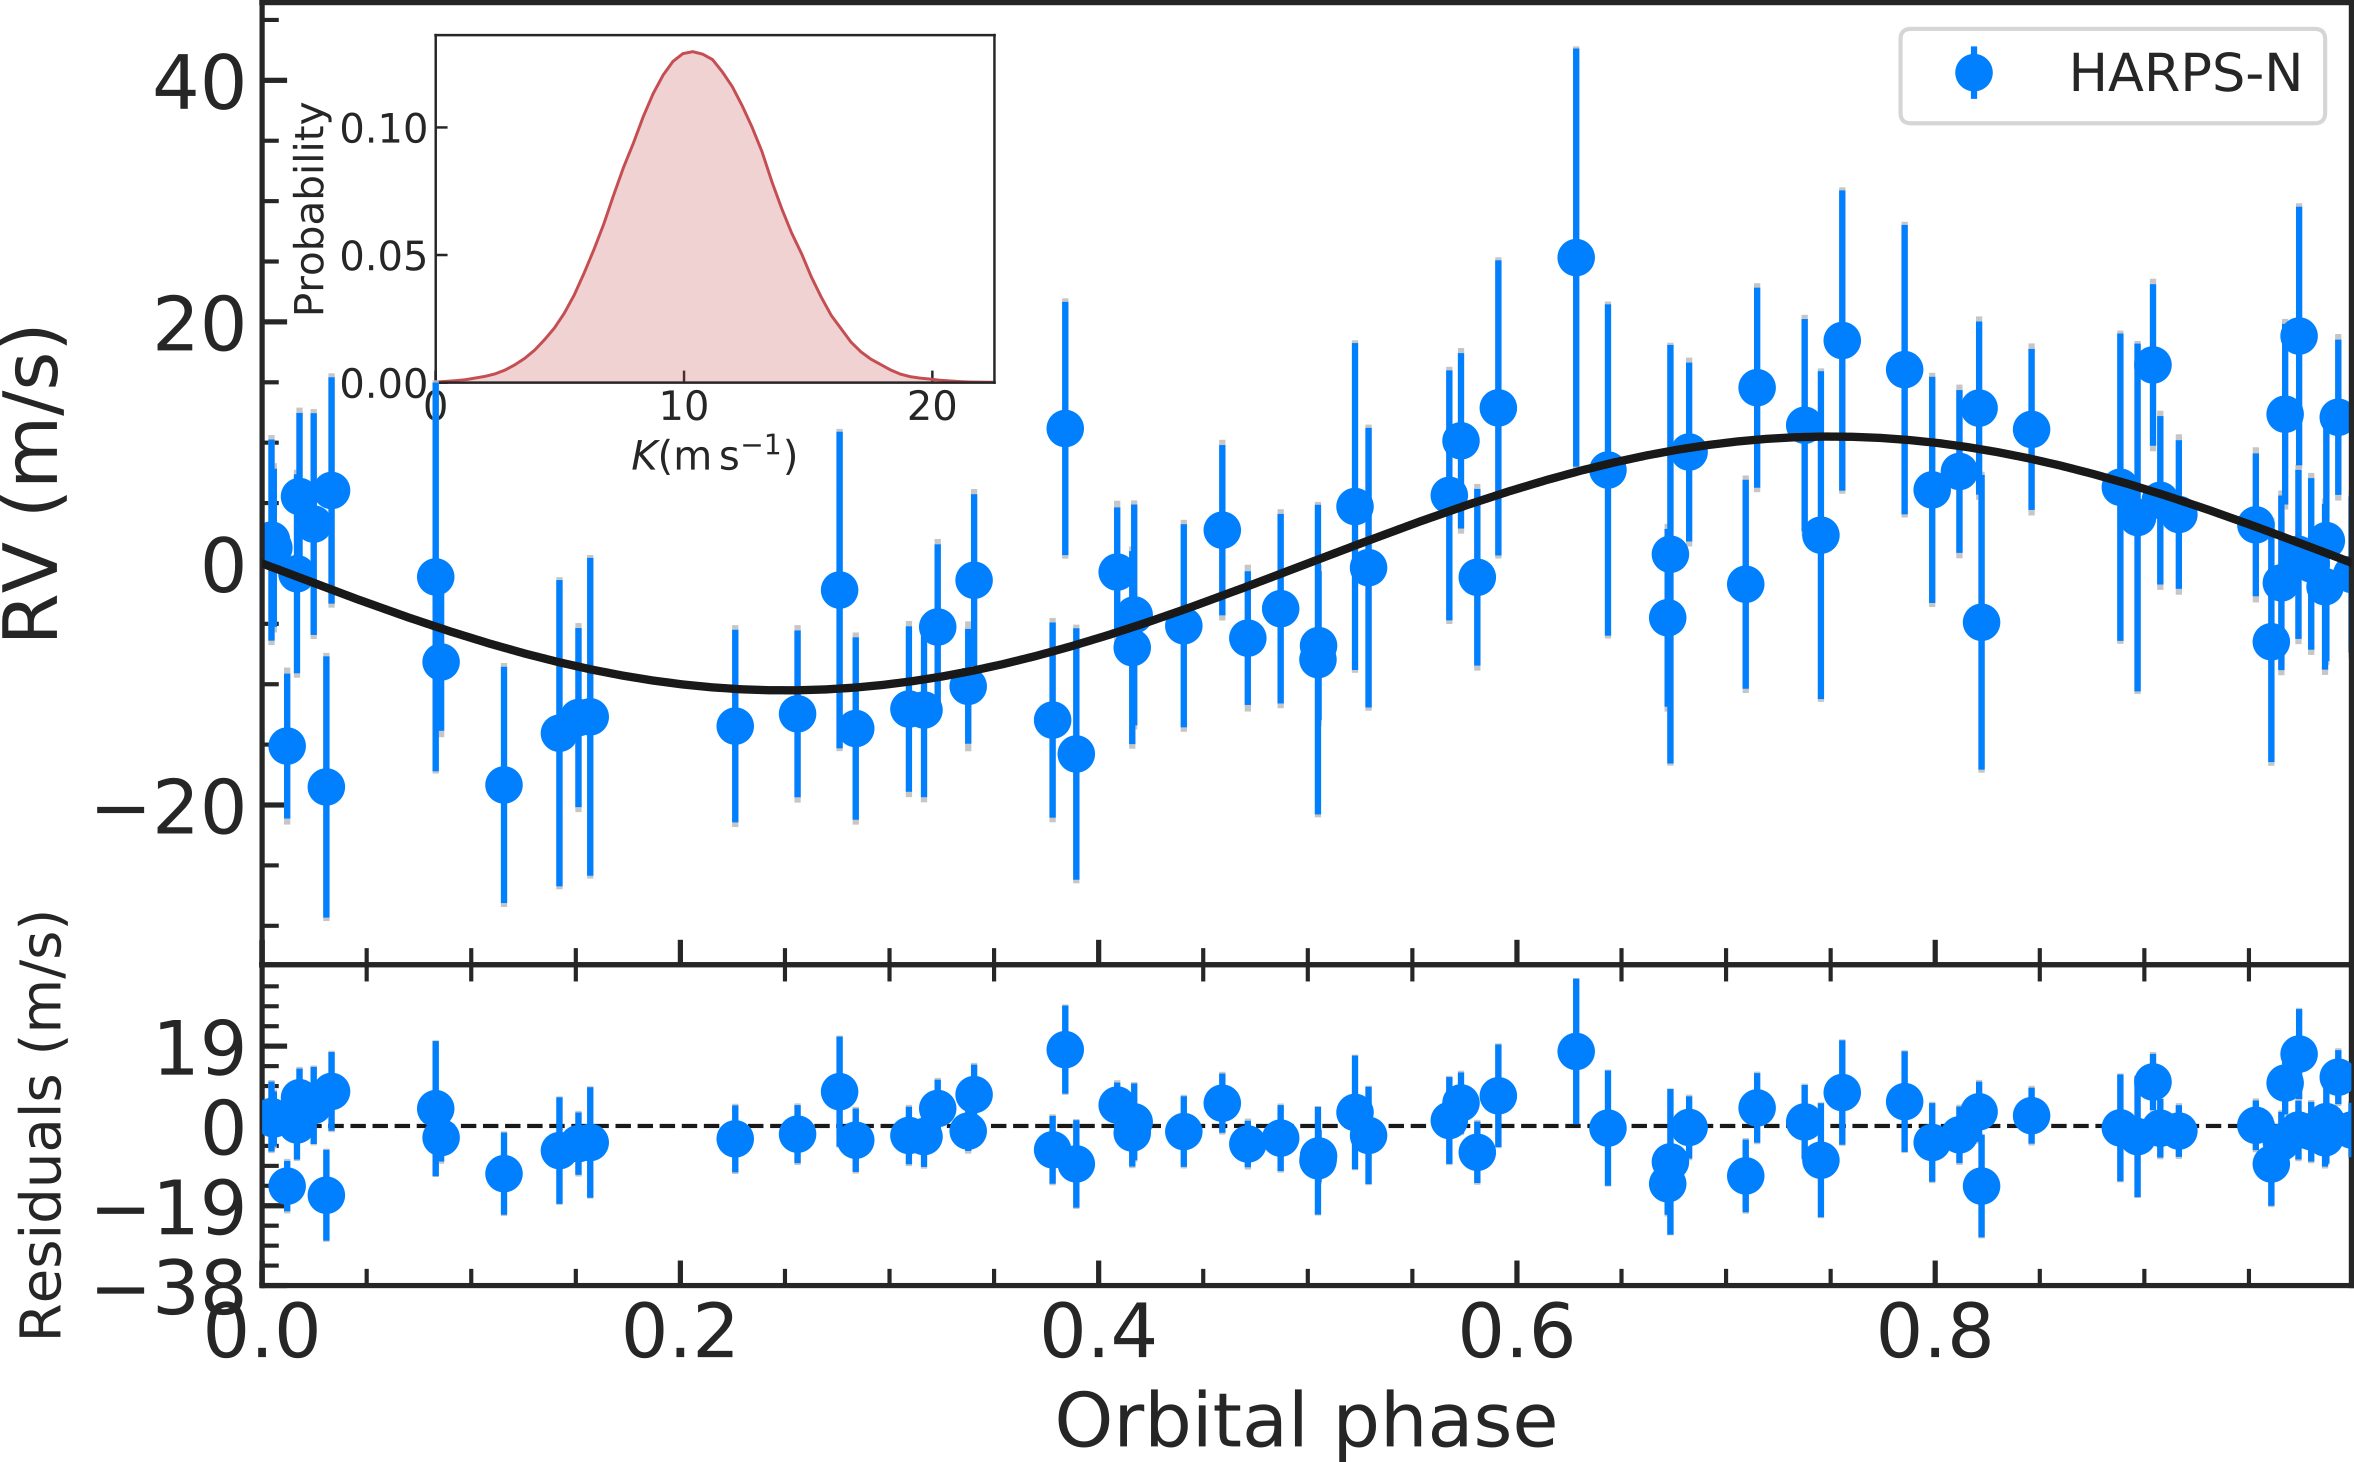 HARPS-N
RV (m/s)
40
20
0
−20
Probability
0.10
0.05
0.00
0 10 20
K(m s⁻¹)
Residuals (m/s)
19
0
−19
−38
0.0 0.2 0.4 0.6 0.8
Orbital phase